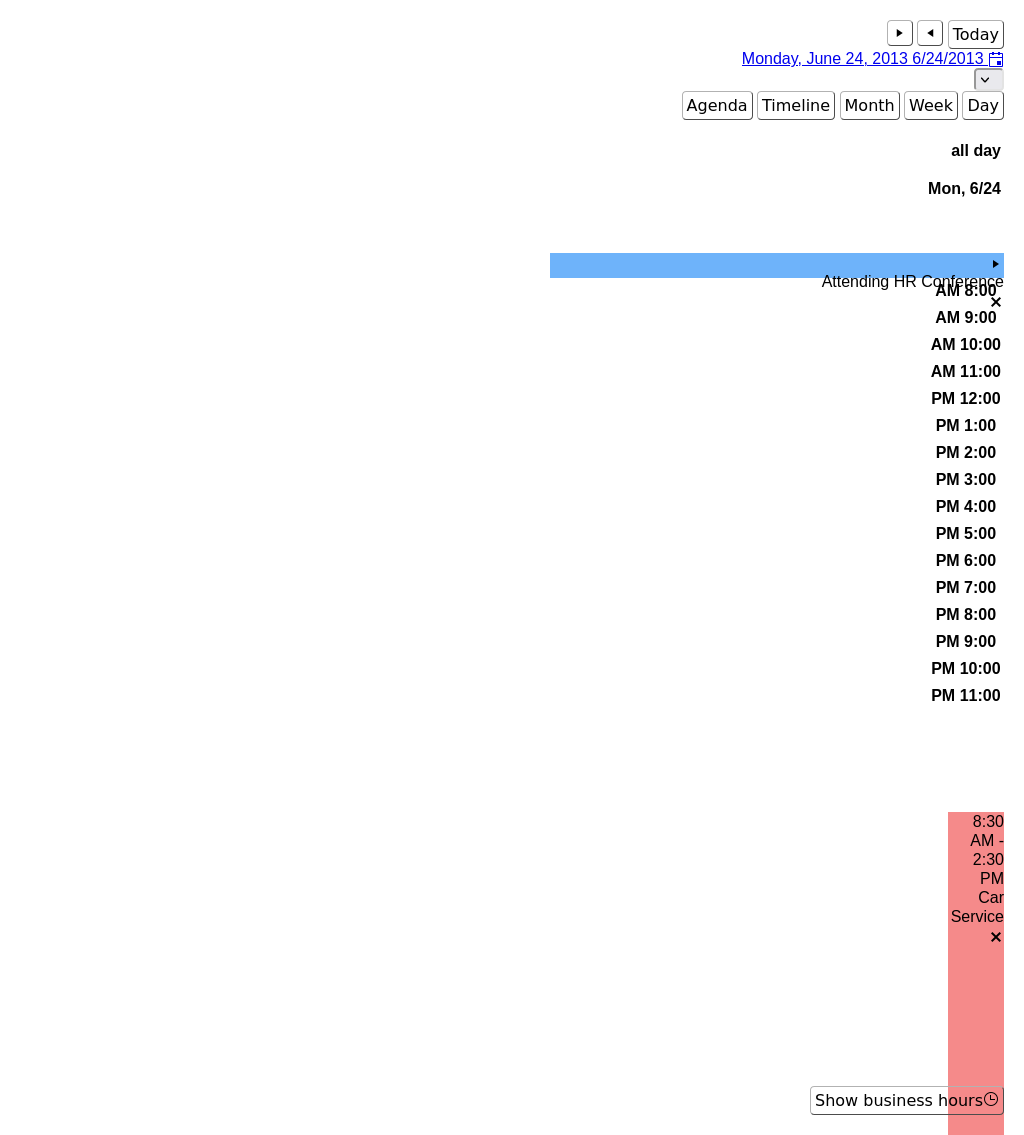 Today
Monday, June 24, 2013 6/24/2013
Agenda Timeline Month Week Day
all day
Mon, 6/24
Attending HR Conference
AM 8:00
AM 9:00
AM 10:00
AM 11:00
PM 12:00
PM 1:00
PM 2:00
PM 3:00
PM 4:00
PM 5:00
PM 6:00
PM 7:00
PM 8:00
PM 9:00
PM 10:00
PM 11:00
8:30
AM -
2:30
PM
Car
Service
Show business hours